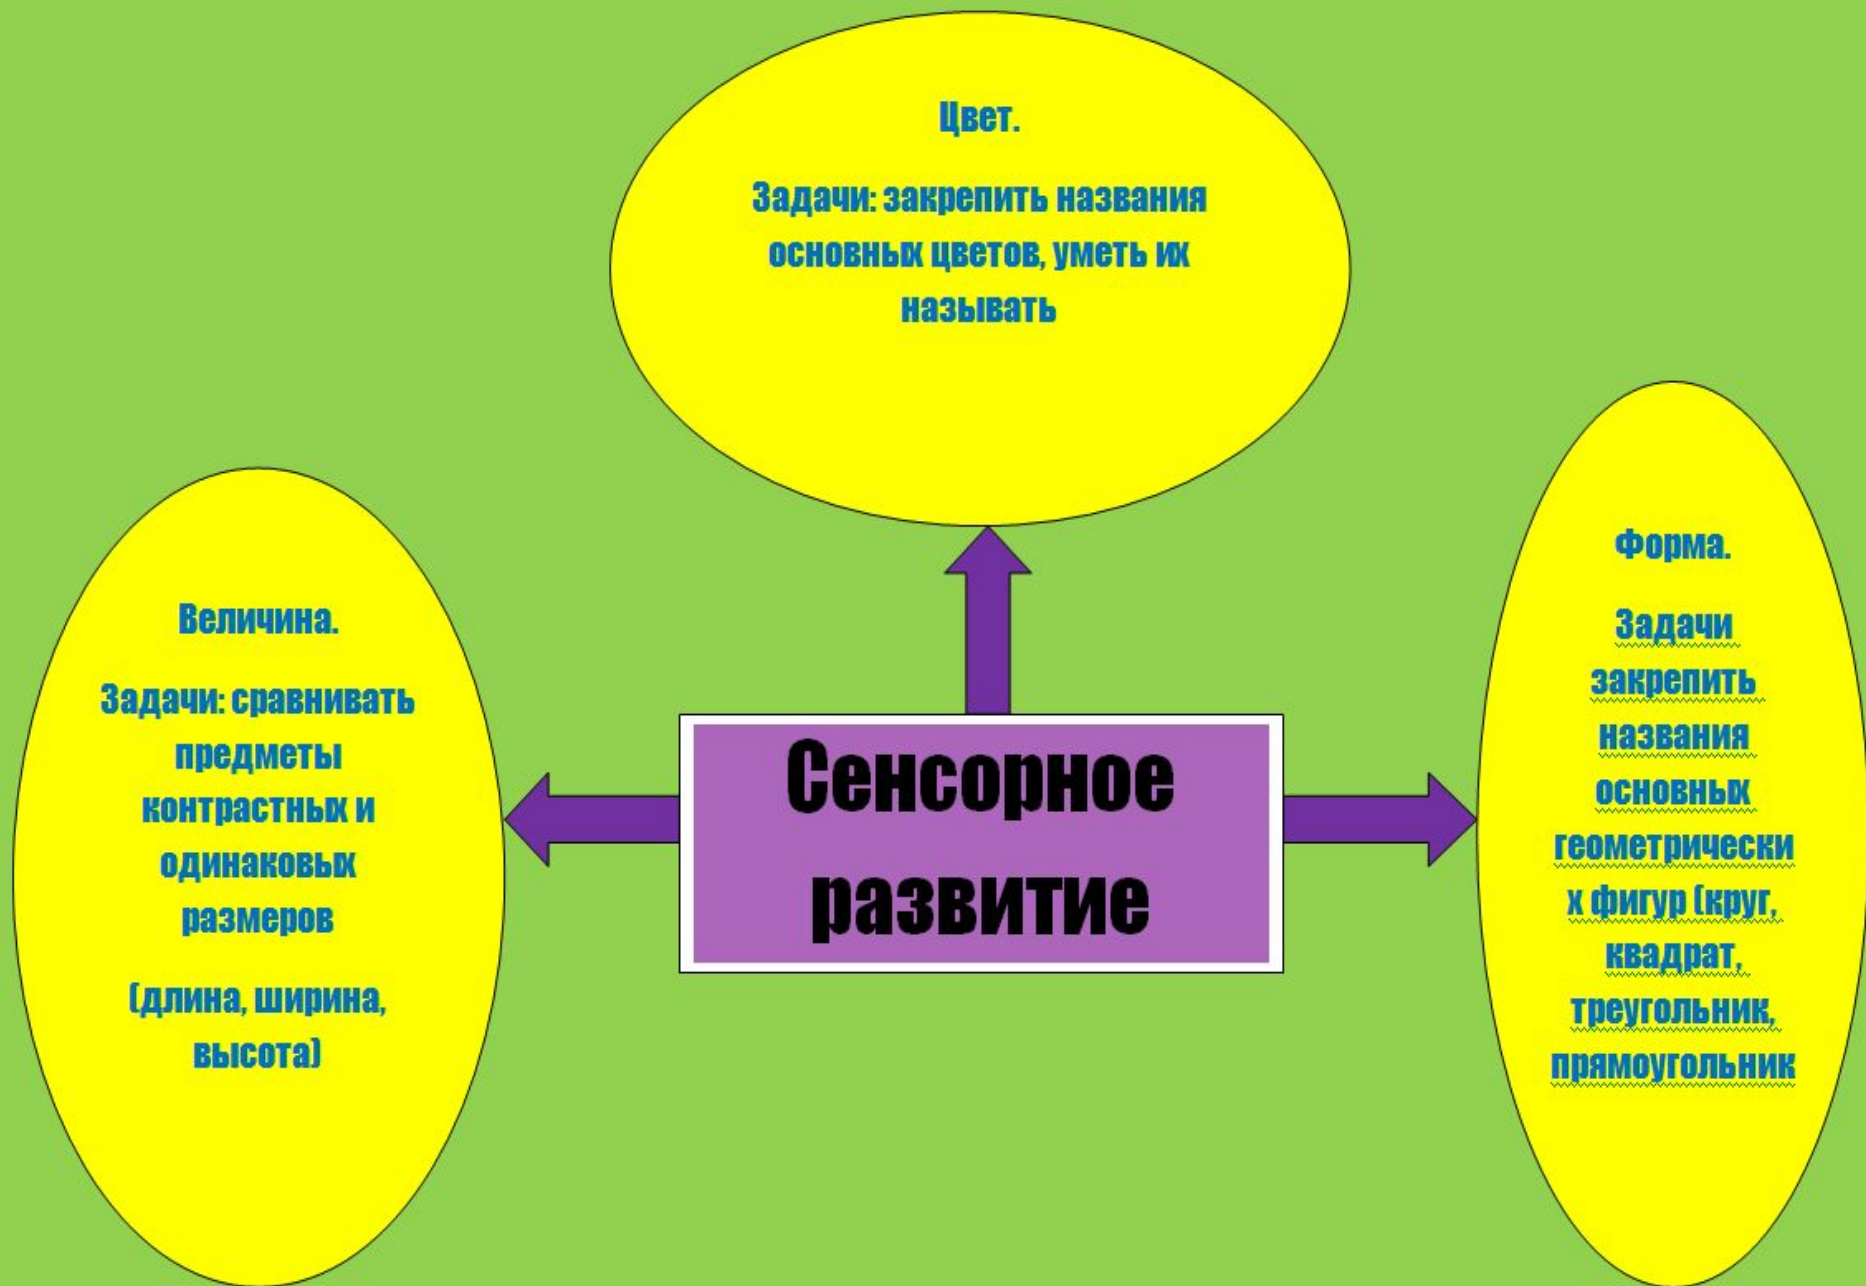 Цвет.
Задачи: закрепить названия
основных цветов, уметь их
называть
Величина.
Задачи: сравнивать
предметы
контрастных и
одинаковых
размеров
(длина, ширина,
высота)
Сенсорное
развитие
Форма.
Задачи
закрепить
названия
основных
геометрически
х фигур (круг,
квадрат,
треугольник,
прямоугольник